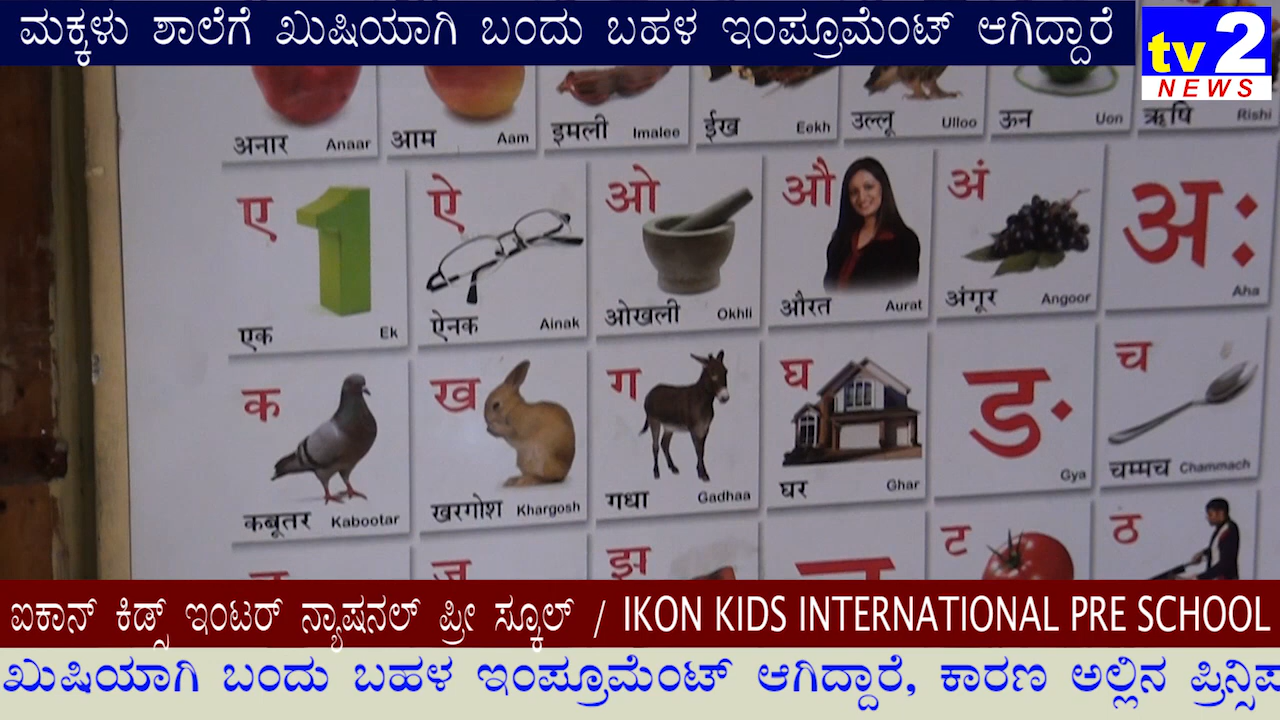 ಮಕ್ಕಳು ಶಾಲೆಗೆ ಖುಷಿಯಾಗಿ ಬಂದು ಬಹಳ ಇಂಪ್ರೂಮೆಂಟ್ ಆಗಿದ್ದಾರೆ
tv2
NEWS
अनार Anaar आम Aam इमली Imalee ईख Eekh उल्लू Ulloo ऊन Uon ऋषि Rishi
ए ऐ ओ औ अं अः
एक Ek ऐनक Ainak ओखली Okhli औरत Aurat अंगूर Angoor Aha
क ख ग घ ङ च
कबूतर Kabootar खरगोश Khargosh गधा Gadhaa घर Ghar Gya चम्मच Chammach
झ ट ठ
ಐಕಾನ್ ಕಿಡ್ಸ್ ಇಂಟರ್ ನ್ಯಾಷನಲ್ ಪ್ರೀ ಸ್ಕೂಲ್ / IKON KIDS INTERNATIONAL PRE SCHOOL
ಖುಷಿಯಾಗಿ ಬಂದು ಬಹಳ ಇಂಪ್ರೂಮೆಂಟ್ ಆಗಿದ್ದಾರೆ, ಕಾರಣ ಅಲ್ಲಿನ